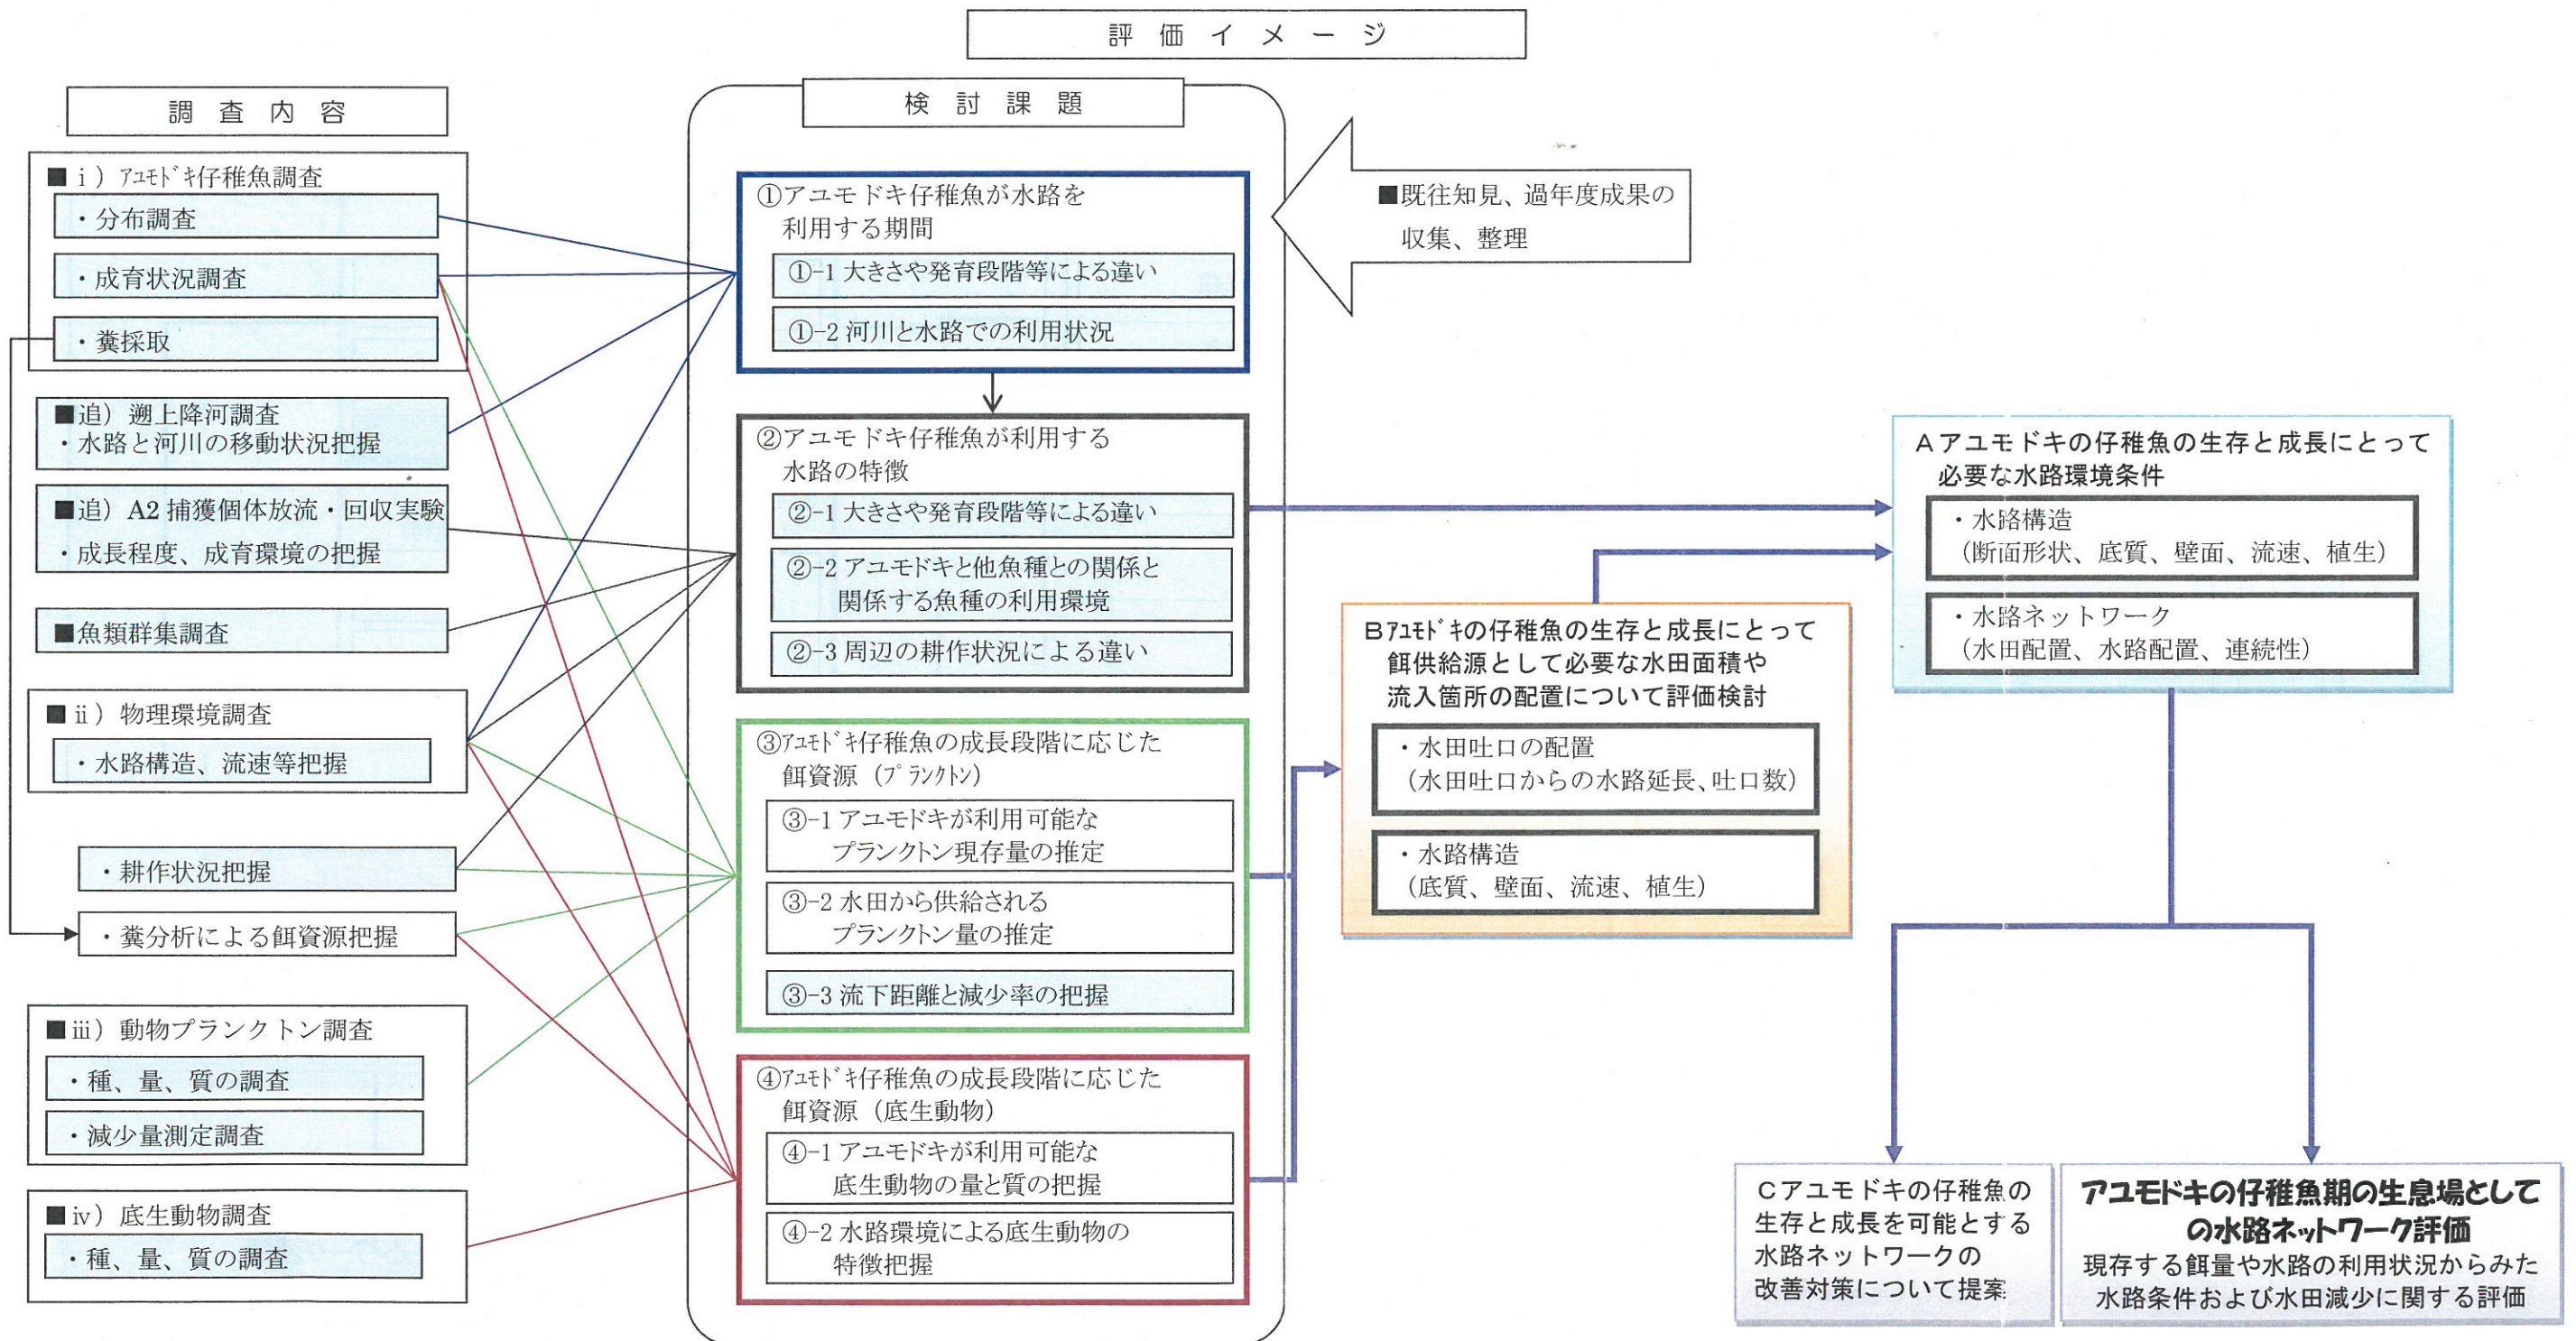 評価イメージ
調査内容
■ⅰ）ｱﾕﾓﾄﾞｷ仔稚魚調査
・分布調査
・成育状況調査
・糞採取
■追）遡上降河調査
・水路と河川の移動状況把握
■追）A2 捕獲個体放流・回収実験
・成長程度、成育環境の把握
■魚類群集調査
■ⅱ）物理環境調査
・水路構造、流速等把握
・耕作状況把握
・糞分析による餌資源把握
■ⅲ）動物プランクトン調査
・種、量、質の調査
・減少量測定調査
■ⅳ）底生動物調査
・種、量、質の調査
検討課題
①アユモドキ仔稚魚が水路を
利用する期間
①-1 大きさや発育段階等による違い
①-2 河川と水路での利用状況
②アユモドキ仔稚魚が利用する
水路の特徴
②-1 大きさや発育段階等による違い
②-2 アユモドキと他魚種との関係と
関係する魚種の利用環境
②-3 周辺の耕作状況による違い
③ｱﾕﾓﾄﾞｷ仔稚魚の成長段階に応じた
餌資源（ﾌﾟﾗﾝｸﾄﾝ）
③-1 アユモドキが利用可能な
プランクトン現存量の推定
③-2 水田から供給される
プランクトン量の推定
③-3 流下距離と減少率の把握
④ｱﾕﾓﾄﾞｷ仔稚魚の成長段階に応じた
餌資源（底生動物）
④-1 アユモドキが利用可能な
底生動物の量と質の把握
④-2 水路環境による底生動物の
特徴把握
■既往知見、過年度成果の
収集、整理
Aアユモドキの仔稚魚の生存と成長にとって
必要な水路環境条件
・水路構造
（断面形状、底質、壁面、流速、植生）
・水路ネットワーク
（水田配置、水路配置、連続性）
Bｱﾕﾓﾄﾞｷの仔稚魚の生存と成長にとって
餌供給源として必要な水田面積や
流入箇所の配置について評価検討
・水田吐口の配置
（水田吐口からの水路延長、吐口数）
・水路構造
（底質、壁面、流速、植生）
Cアユモドキの仔稚魚の
生存と成長を可能とする
水路ネットワークの
改善対策について提案
アユモドキの仔稚魚期の生息場として
の水路ネットワーク評価
現存する餌量や水路の利用状況からみた
水路条件および水田減少に関する評価